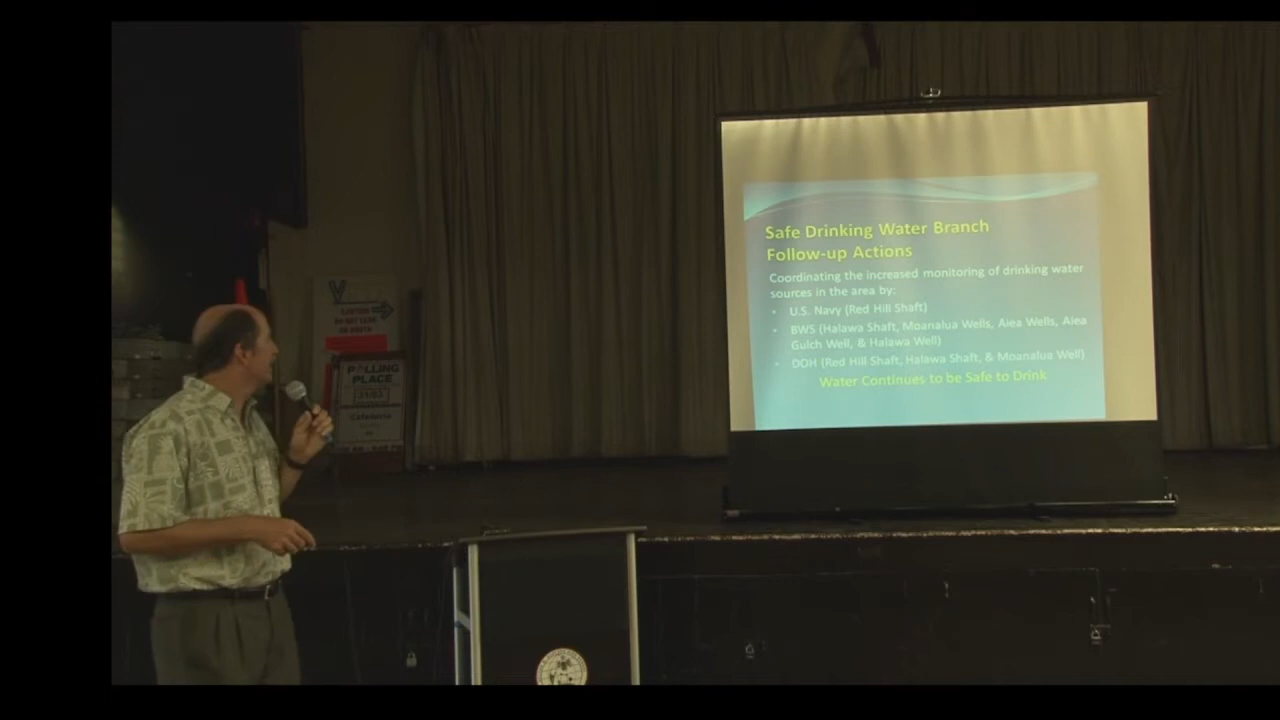 Safe Drinking Water Branch
Follow-up Actions
Coordinating the increased monitoring of drinking water
sources in the area by:
• U.S. Navy (Red Hill Shaft)
• BWS (Halawa Shaft, Moanalua Wells, Aiea Wells, Aiea
Gulch Well, & Halawa Well)
• DOH (Red Hill Shaft, Halawa Shaft, & Moanalua Well)
Water Continues to be Safe to Drink
POLLING
PLACE
Cafeteria